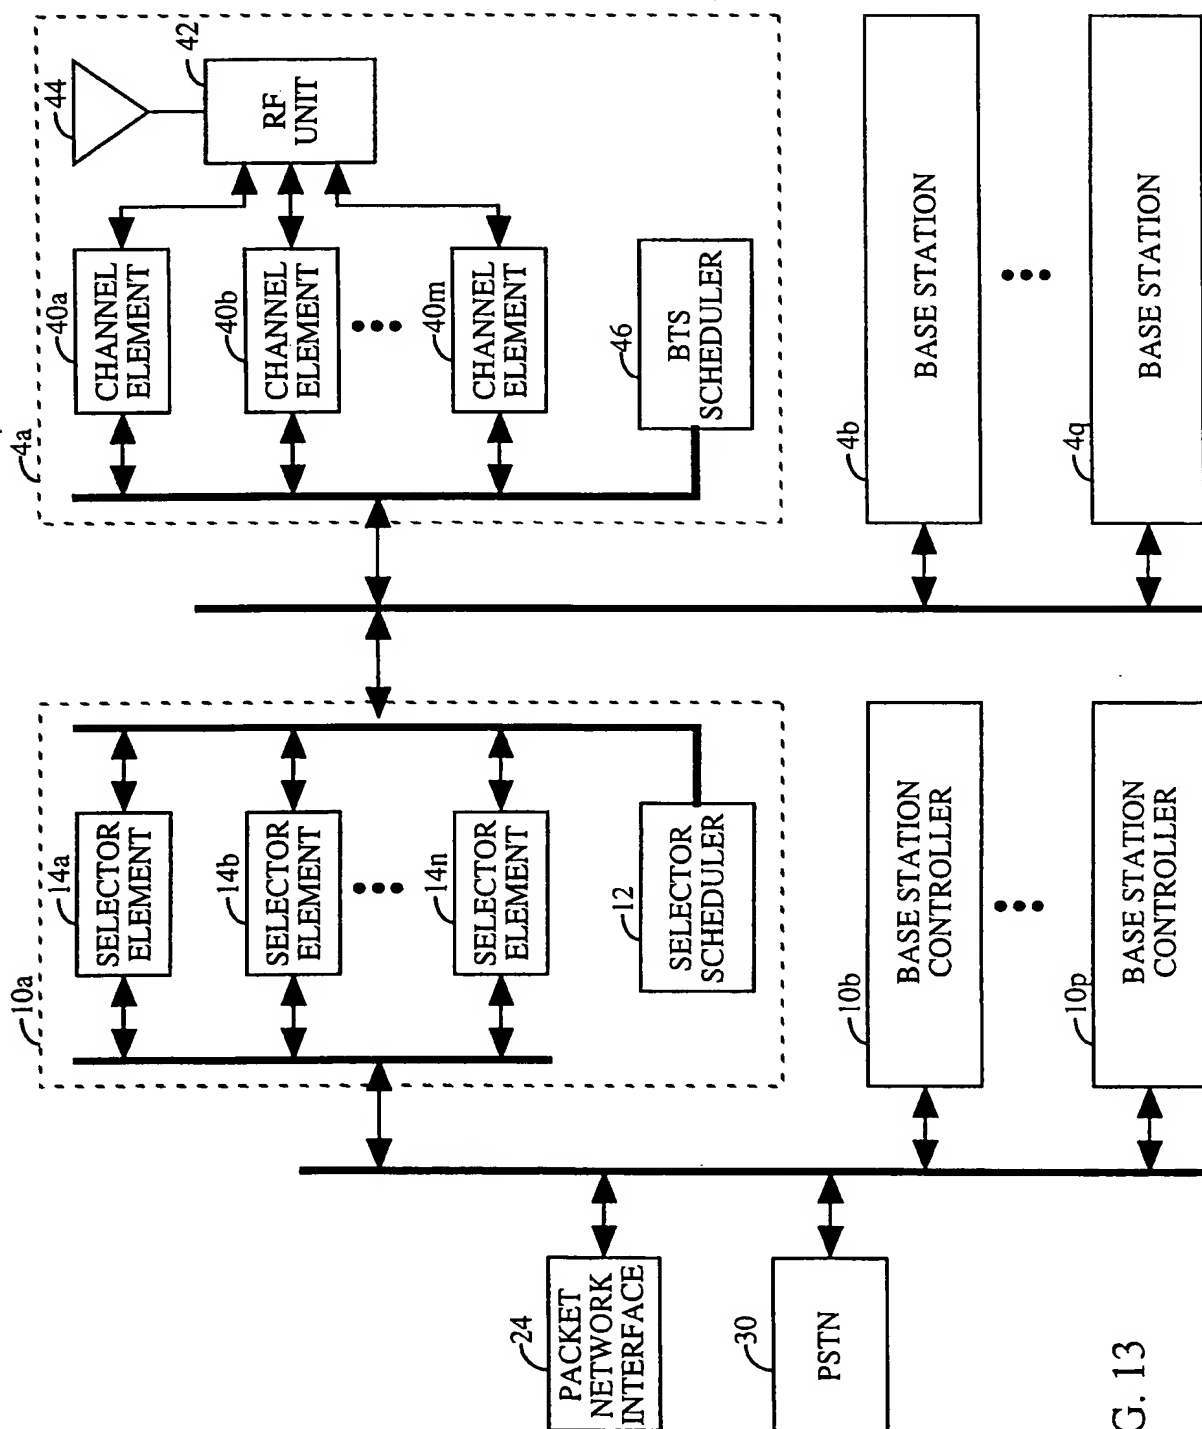 24
PACKET
NETWORK
INTERFACE
30
PSTN
10a
14a
SELECTOR
ELEMENT
14b
SELECTOR
ELEMENT
•••
14n
SELECTOR
ELEMENT
12
SELECTOR
SCHEDULER
10b
BASE STATION
CONTROLLER
•••
10p
BASE STATION
CONTROLLER
4a
40a
CHANNEL
ELEMENT
40b
CHANNEL
ELEMENT
•••
40m
CHANNEL
ELEMENT
44
42
RF
UNIT
46
BTS
SCHEDULER
4b
BASE STATION
•••
4q
BASE STATION
G. 13